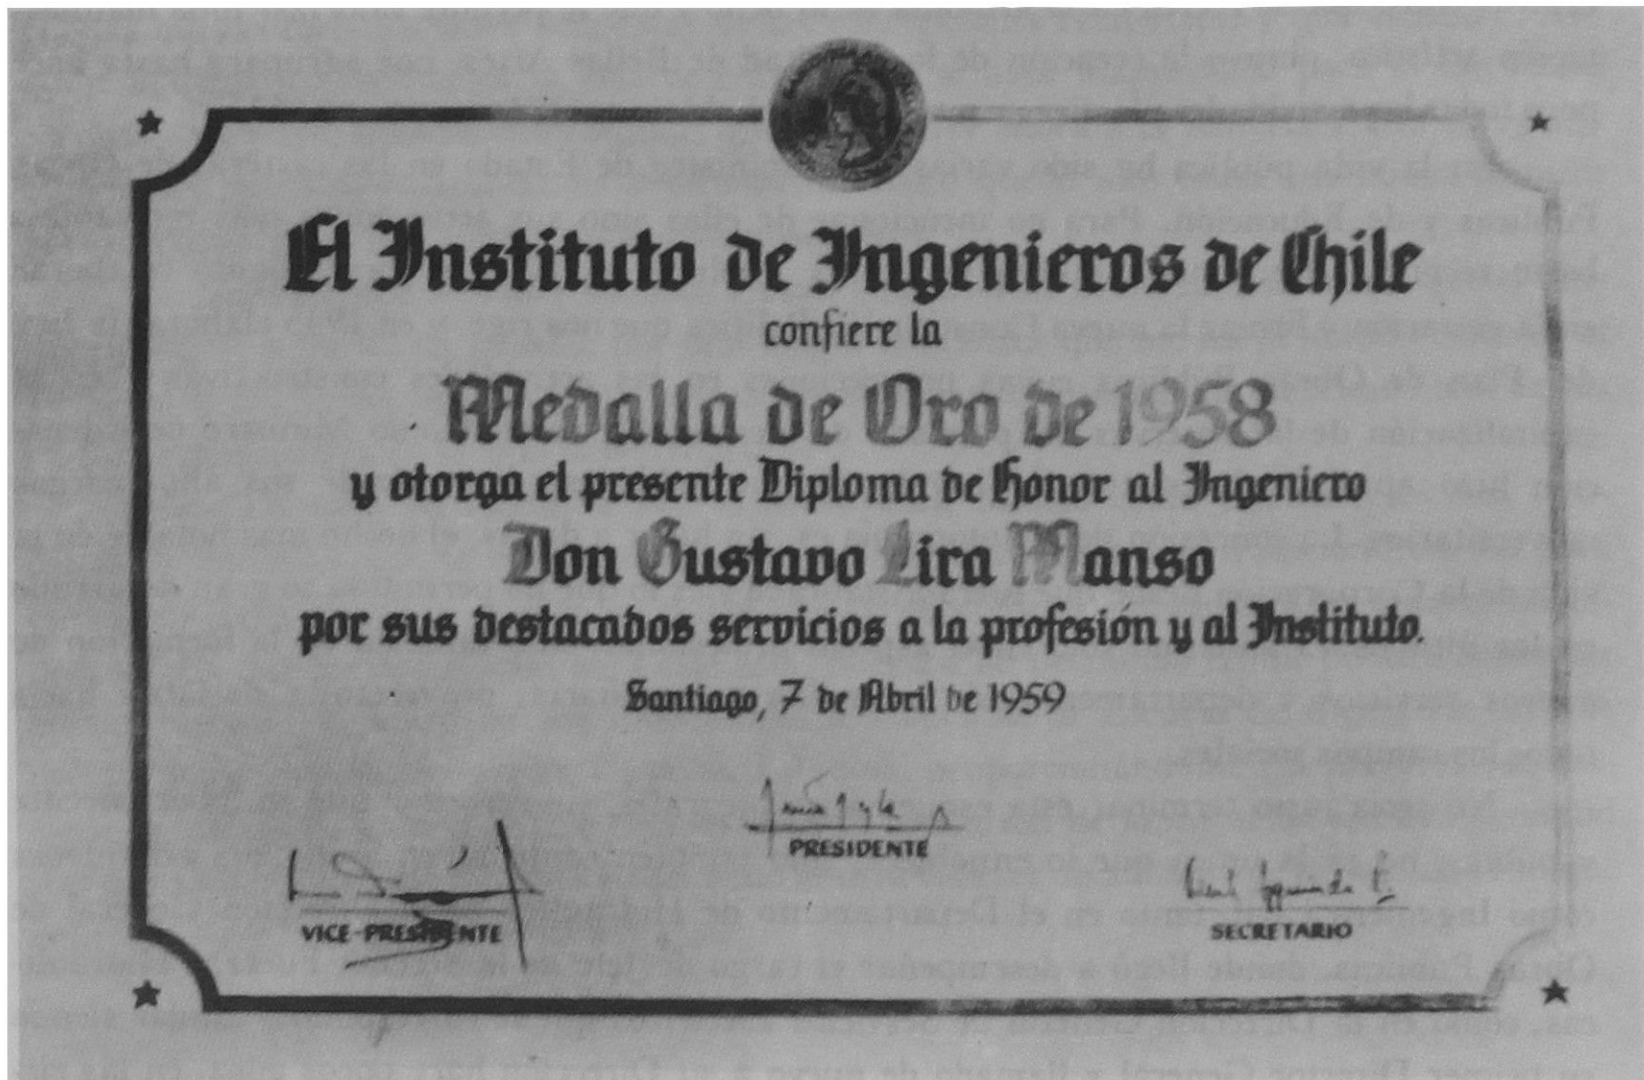 El Instituto de Ingenieros de Chile
confiere la
Medalla de Oro de 1958
y otorga el presente Diploma de Honor al Ingeniero
Don Gustavo Lira Manso
por sus destacados servicios a la profesión y al Instituto.
Santiago, 7 de Abril de 1959
PRESIDENTE
VICE-PRESIDENTE
SECRETARIO